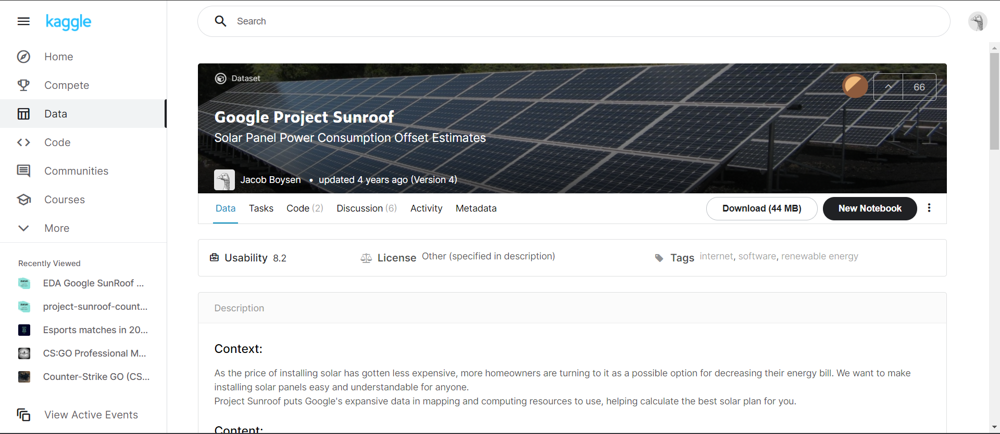 kaggle
Search
Home
Compete
Data
Code
Communities
Courses
More
Recently Viewed
EDA Google SunRoof ...
project-sunroof-count...
Esports matches in 20...
CS:GO Professional M...
Counter-Strike GO (CS...
View Active Events
Dataset
66
Google Project Sunroof
Solar Panel Power Consumption Offset Estimates
Jacob Boysen • updated 4 years ago (Version 4)
Data Tasks Code (2) Discussion (6) Activity Metadata Download (44 MB) New Notebook
Usability 8.2 License Other (specified in description) Tags internet, software, renewable energy
Description
Context:
As the price of installing solar has gotten less expensive, more homeowners are turning to it as a possible option for decreasing their energy bill. We want to make
installing solar panels easy and understandable for anyone.
Project Sunroof puts Google's expansive data in mapping and computing resources to use, helping calculate the best solar plan for you.
Content: